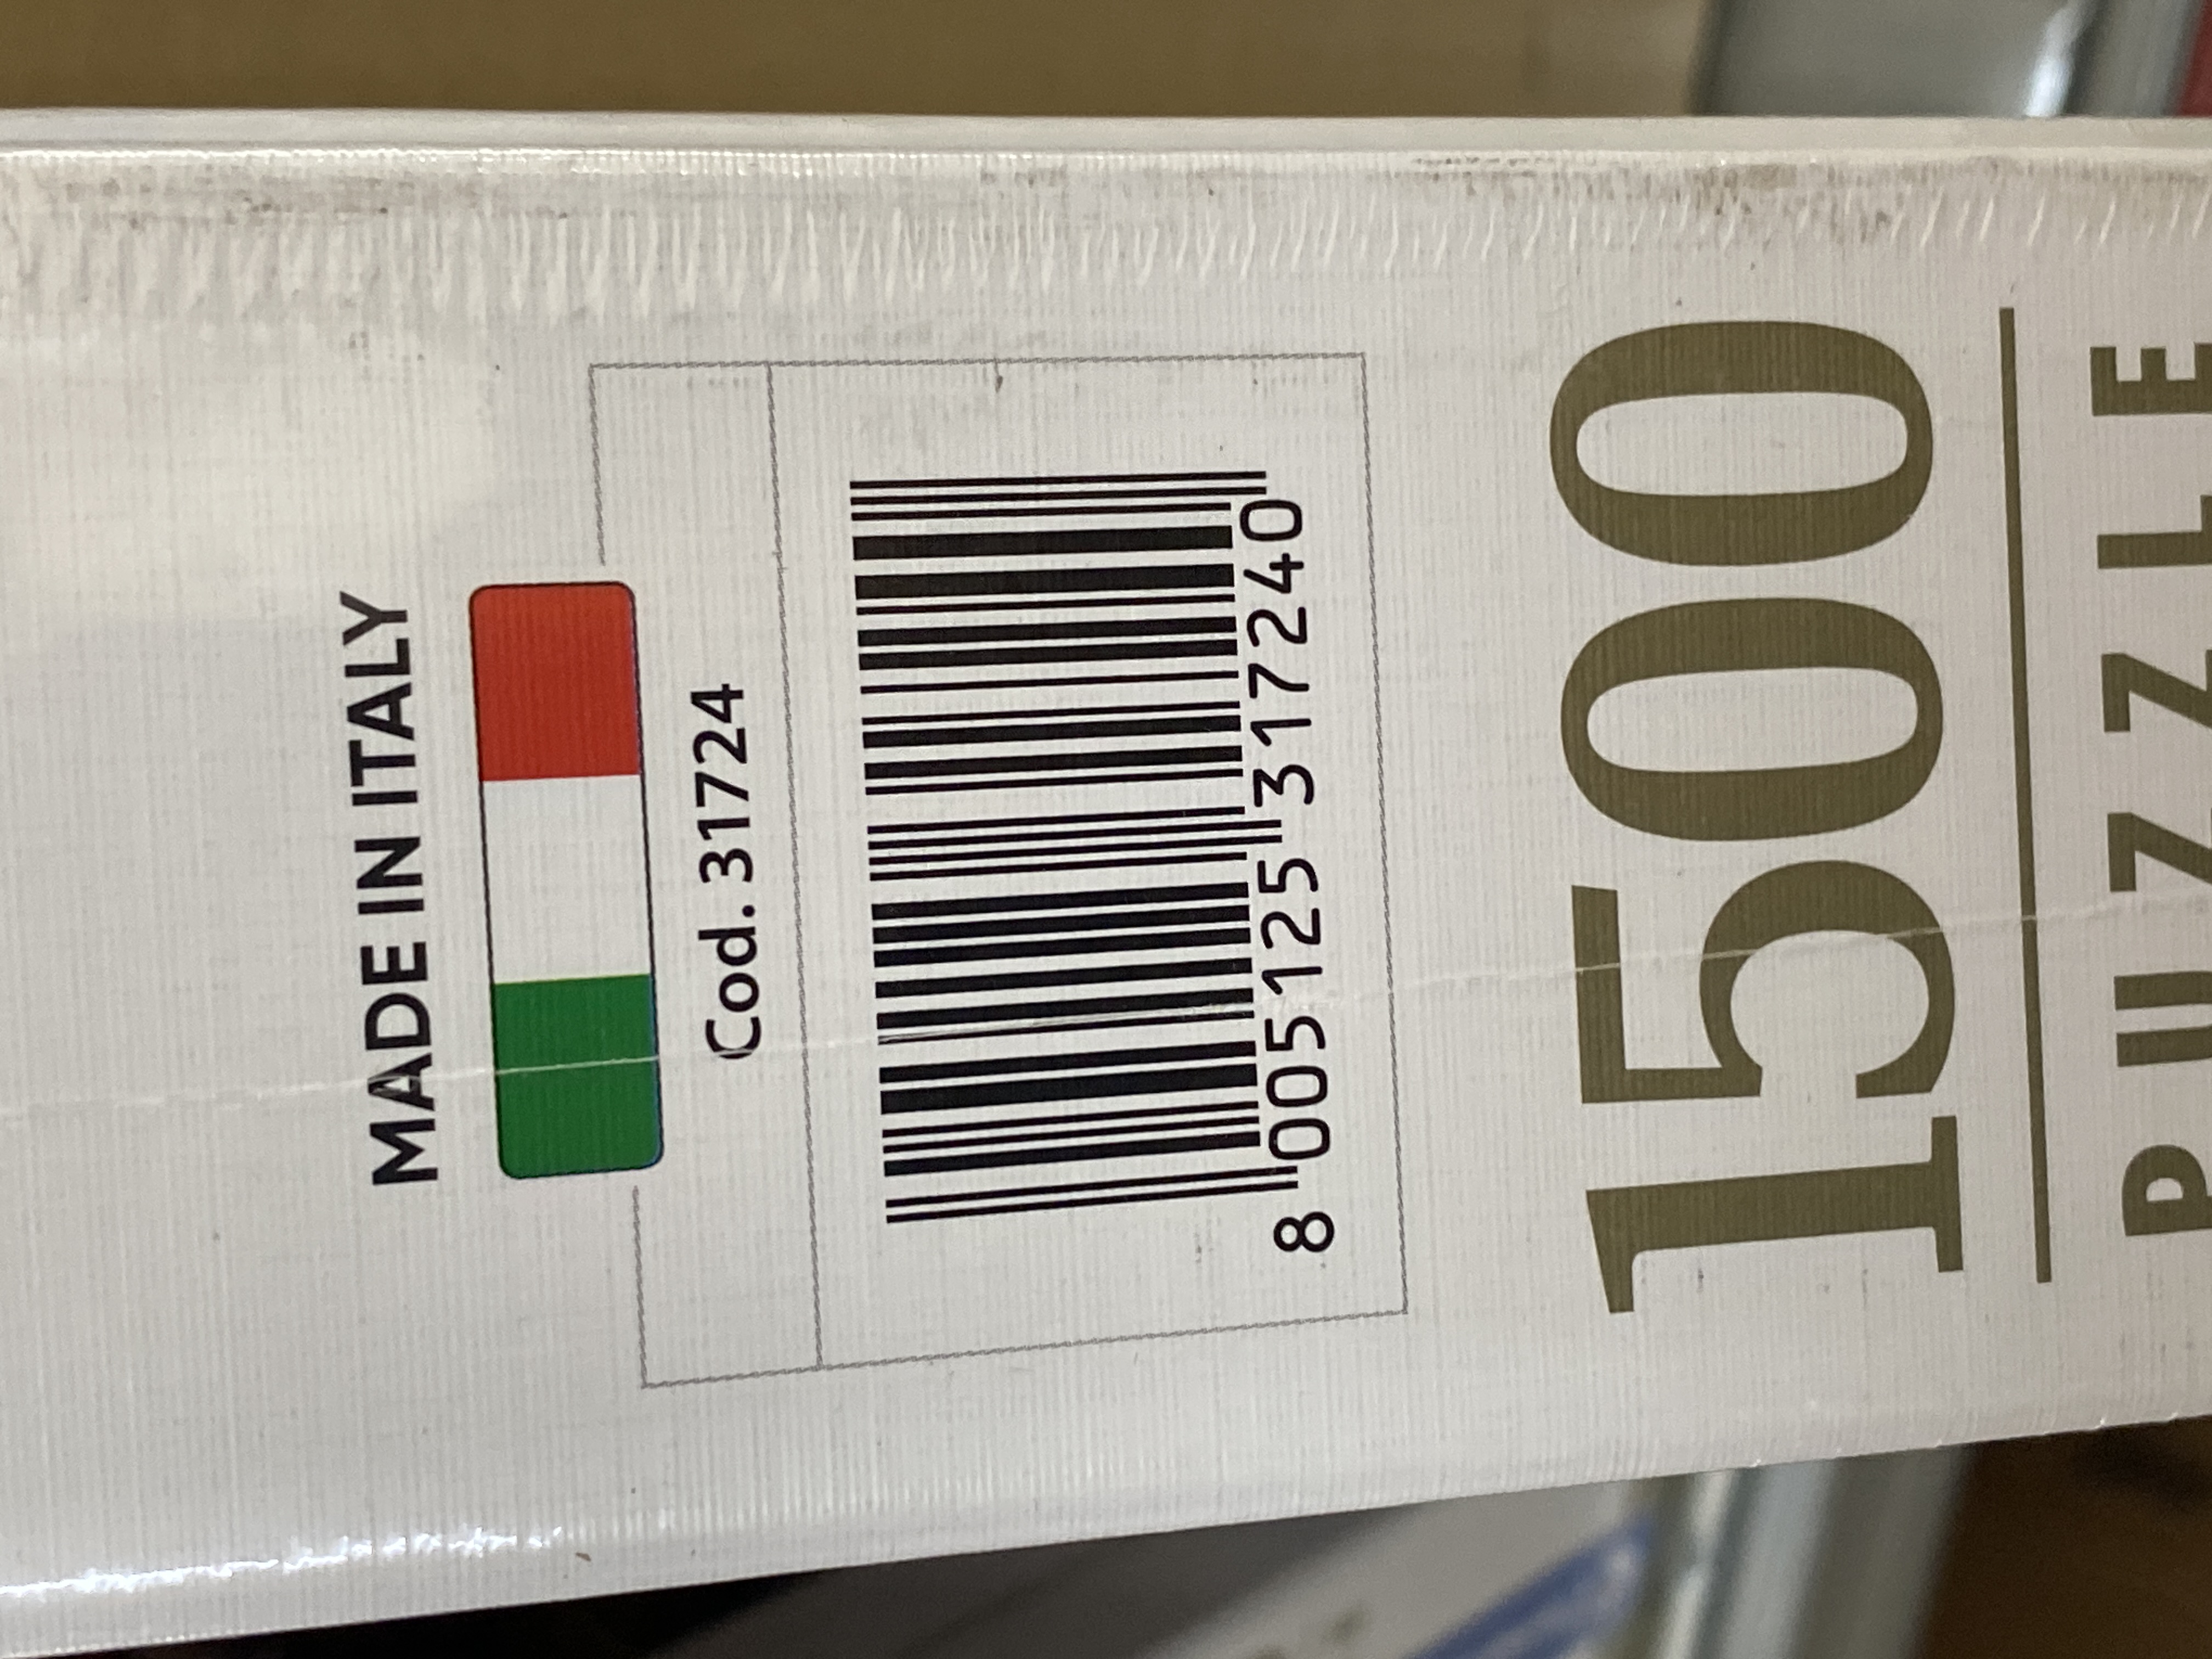 MADE IN ITALY
Cod. 31724
8 005125 317240
1500
PUZZLE